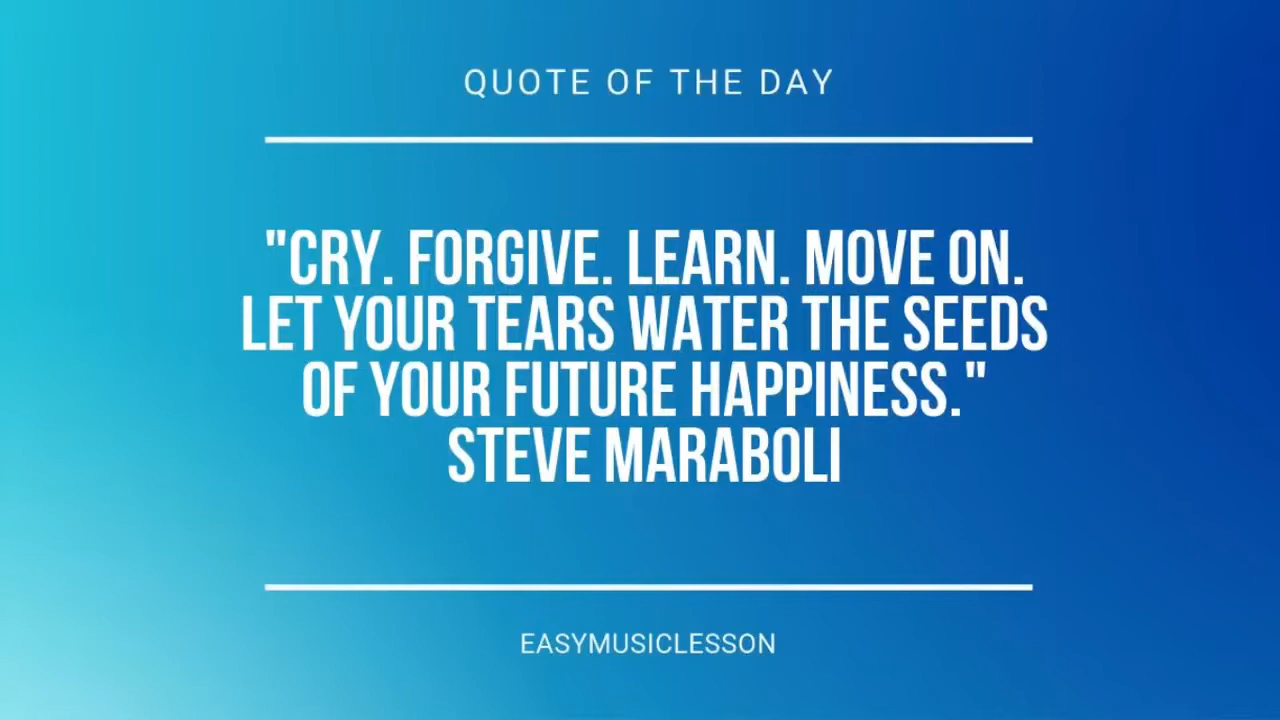 QUOTE OF THE DAY
"CRY. FORGIVE. LEARN. MOVE ON.
LET YOUR TEARS WATER THE SEEDS
OF YOUR FUTURE HAPPINESS."
STEVE MARABOLI
EASYMUSICLESSON